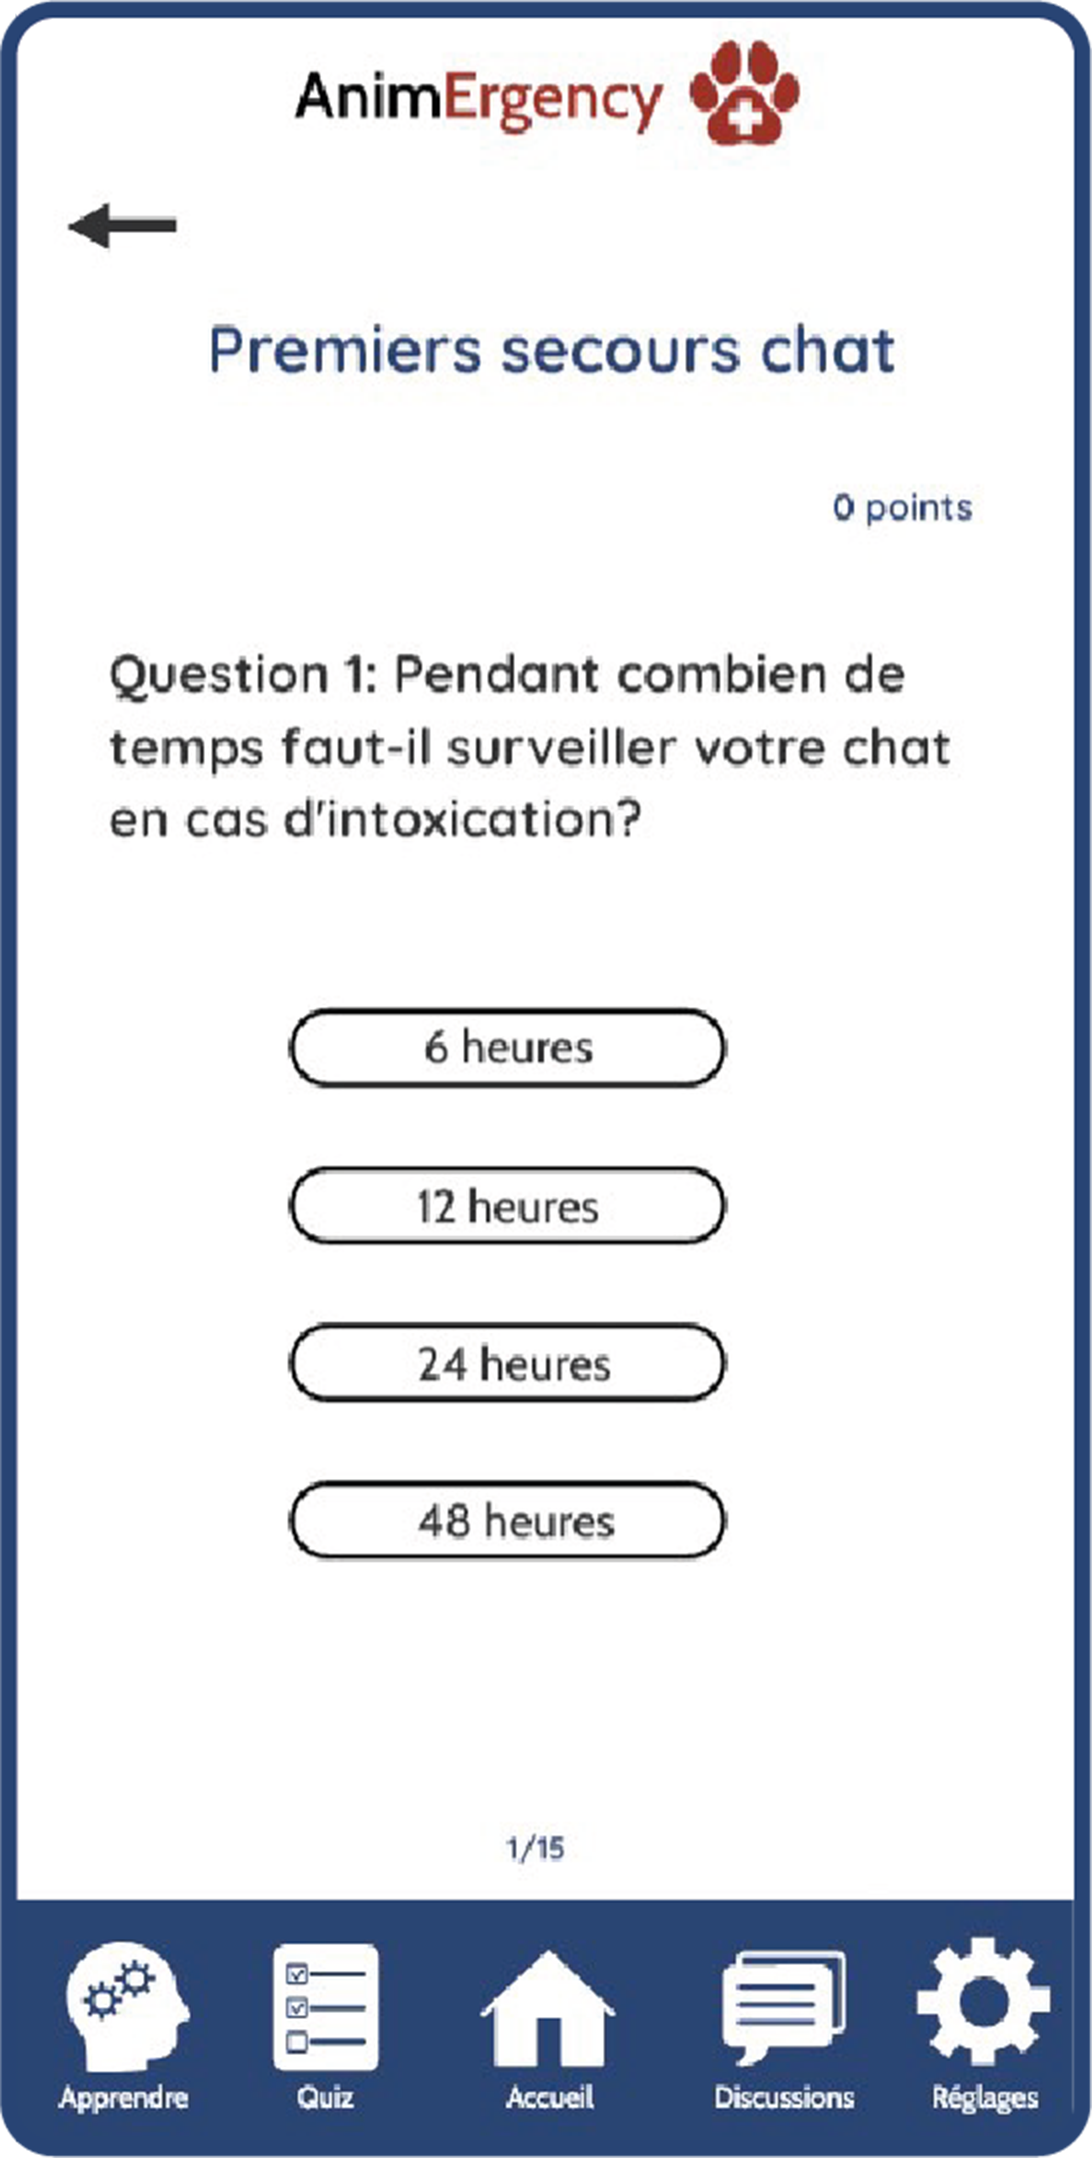 AnimErgency
Premiers secours chat
0 points
Question 1: Pendant combien de
temps faut-il surveiller votre chat
en cas d'intoxication?
6 heures
12 heures
24 heures
48 heures
1/15
Apprendre
Quiz
Accueil
Discussions
Réglages